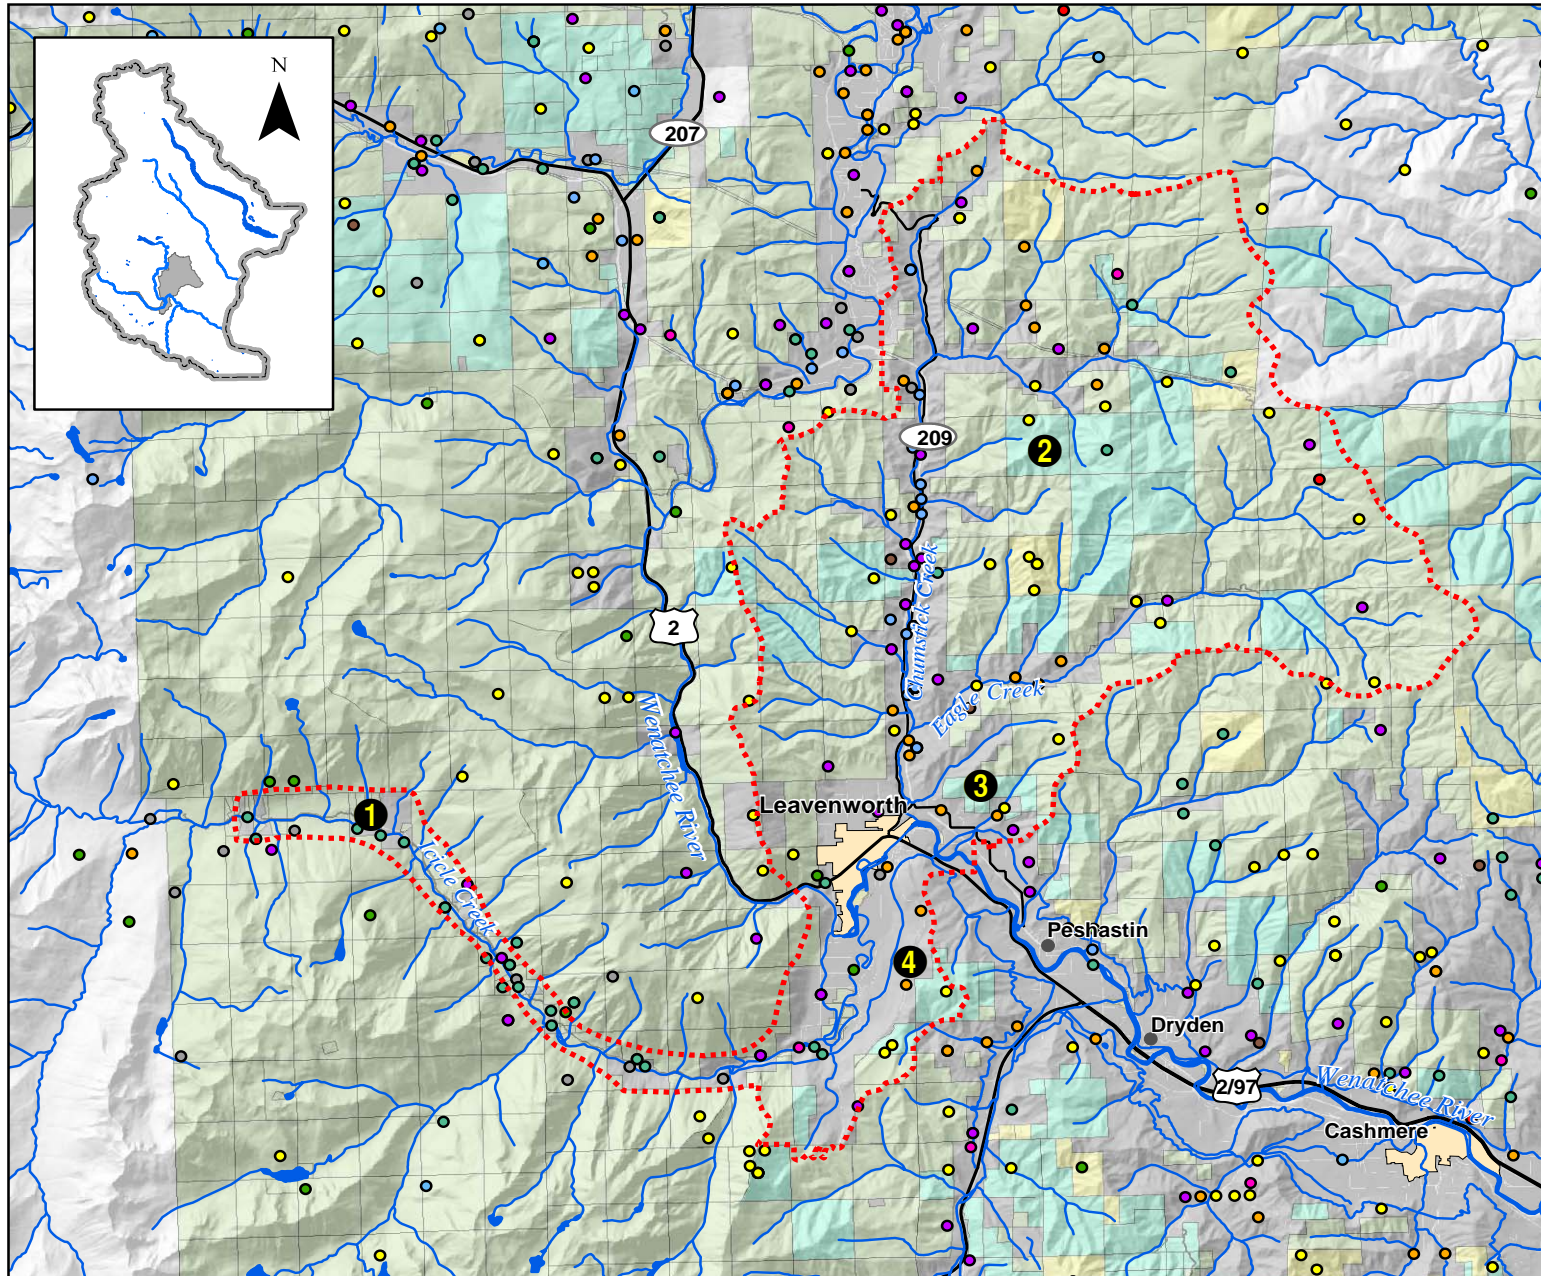 N
207
209
2
2
Chumstick Creek
Eagle Creek
Wenatchee River
3
Leavenworth
1
Icicle Creek
Peshastin
4
Dryden
2/97
Wenatchee River
Cashmere